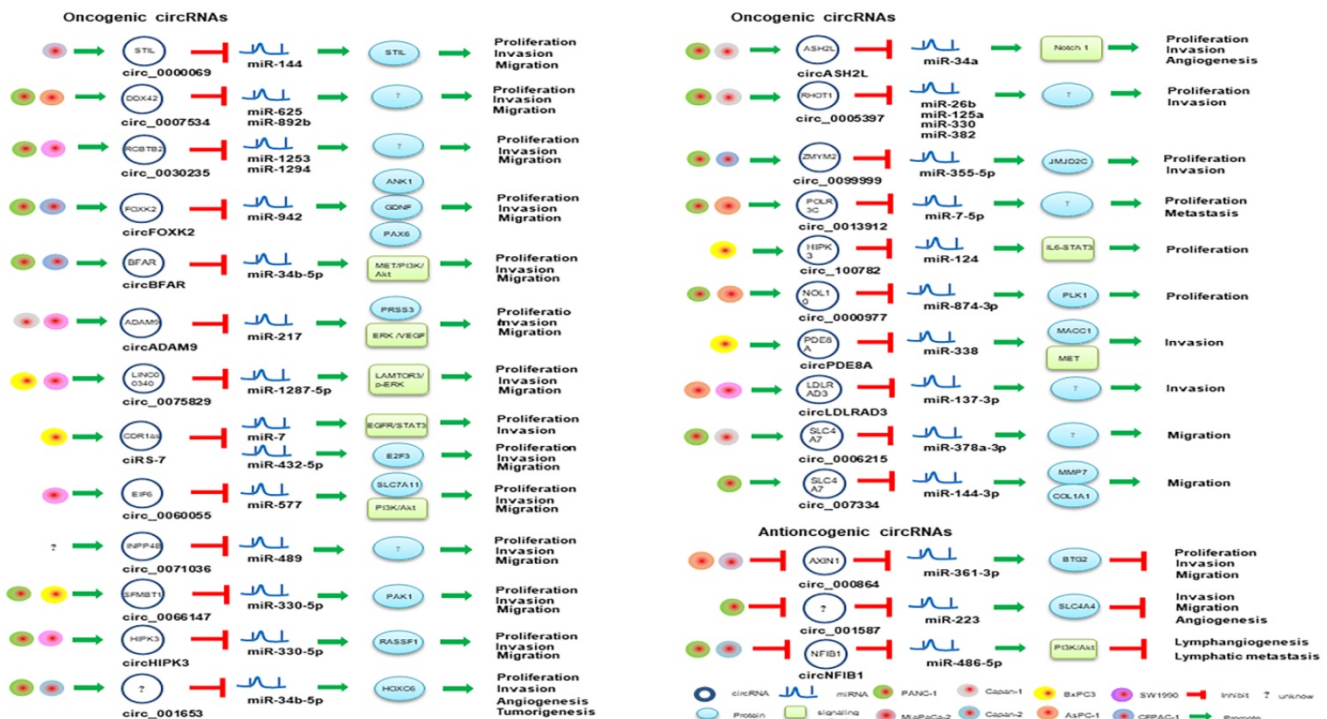 Oncogenic circRNAs
STIL
circ_0000069
miR-144
STIL
Proliferation
Invasion
Migration
DDX42
circ_0007534
miR-625
miR-892b
?
Proliferation
Invasion
Migration
RCBTB2
circ_0030235
miR-1253
miR-1294
?
Proliferation
Invasion
Migration
FOXK2
circFOXK2
miR-942
ANK1
GDNF
PAX6
Proliferation
Invasion
Migration
BFAR
circBFAR
miR-34b-5p
MET/PI3K/
Akt
Proliferation
Invasion
Migration
ADAM9
circADAM9
miR-217
PRSS3
ERK /VEGF
Proliferatio
Invasion
Migration
LINC0
0340
circ_0075829
miR-1287-5p
LAMTOR3/
p-ERK
Proliferation
Invasion
Migration
CDR1as
ciRS-7
miR-7
EGFR/STAT3
Proliferation
Invasion
miR-432-5p
E2F3
Proliferation
Invasion
Migration
EIF6
circ_0060055
miR-577
SLC7A11
PI3K/Akt
Proliferation
Invasion
Migration
?
INPP4B
circ_0071036
miR-489
?
Proliferation
Invasion
Migration
SFMBT1
circ_0066147
miR-330-5p
PAK1
Proliferation
Invasion
Migration
HIPK3
circHIPK3
miR-330-5p
RASSF1
Proliferation
Invasion
Migration
?
circ_001653
miR-34b-5p
HOXC6
Proliferation
Invasion
Angiogenesis
Tumorigenesis
Oncogenic circRNAs
ASH2L
circASH2L
miR-34a
Notch 1
Proliferation
Invasion
Angiogenesis
RHOT1
circ_0005397
miR-26b
miR-125a
miR-330
miR-382
?
Proliferation
Invasion
ZMYM2
circ_0099999
miR-355-5p
JMJD2C
Proliferation
Invasion
POLR
3C
circ_0013912
miR-7-5p
?
Proliferation
Metastasis
HIPK
3
circ_100782
miR-124
IL6-STAT3
Proliferation
NOL1
0
circ_0000977
miR-874-3p
PLK1
Proliferation
PDE8
A
circPDE8A
miR-338
MACC1
MET
Invasion
LDLR
AD3
circLDLRAD3
miR-137-3p
?
Invasion
SLC4
A7
circ_0006215
miR-378a-3p
?
Migration
SLC4
A7
circ_007334
miR-144-3p
MMP7
COL1A1
Migration
Antioncogenic circRNAs
AXIN1
circ_000864
miR-361-3p
BTG2
Proliferation
Invasion
Migration
?
circ_001587
miR-223
SLC4A4
Invasion
Migration
Angiogenesis
NFIB1
circNFIB1
miR-486-5p
PI3K/Akt
Lymphangiogenesis
Lymphatic metastasis
circRNA miRNA PANC-1 Capan-1 BxPC3 SW1990 Inhibit ? unknow
Protein signaling MiaPaCa-2 Capan-2 AsPC-1 CFPAC-1 Promote